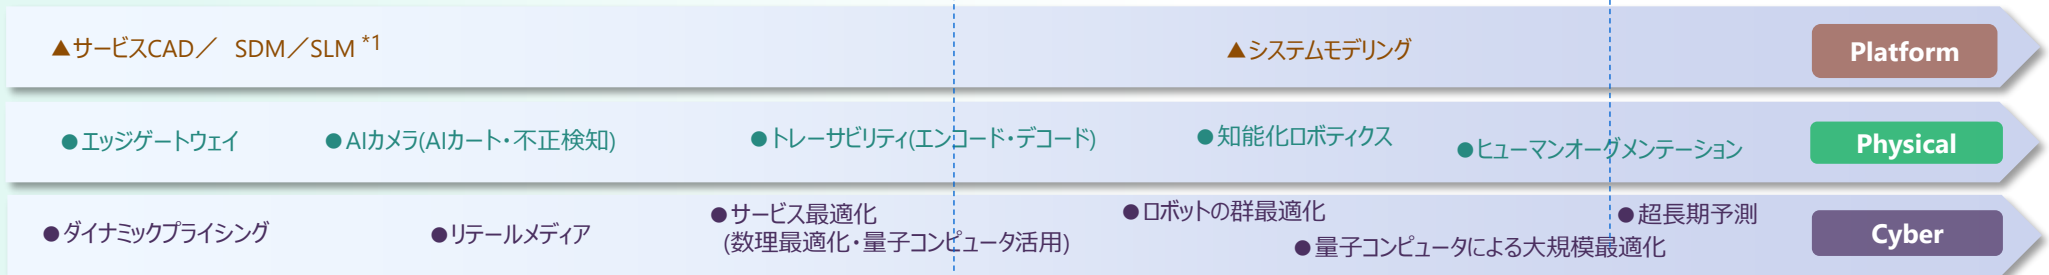 ▲サービスCAD／ SDM／SLM *1
▲システムモデリング
Platform
●エッジゲートウェイ
●AIカメラ(AIカート・不正検知)
●トレーサビリティ(エンコード・デコード)
●知能化ロボティクス
●ヒューマンオーグメンテーション
Physical
●ダイナミックプライシング
●リテールメディア
●サービス最適化
(数理最適化・量子コンピュータ活用)
●ロボットの群最適化
●量子コンピュータによる大規模最適化
●超長期予測
Cyber